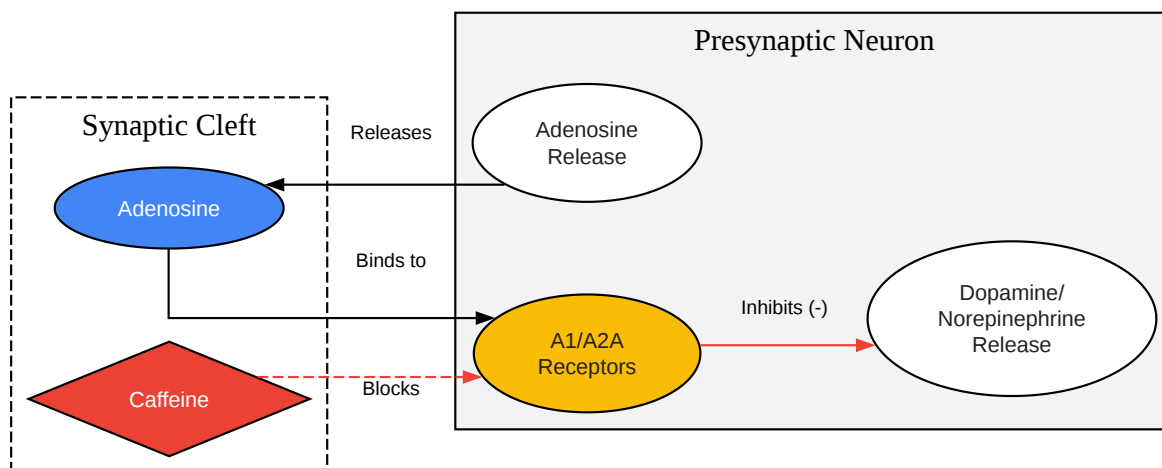 Presynaptic Neuron
Synaptic Cleft
Releases
Adenosine
Release
Adenosine
Binds to
Inhibits (-)
Dopamine/
Norepinephrine
Release
A1/A2A
Receptors
Blocks
Caffeine